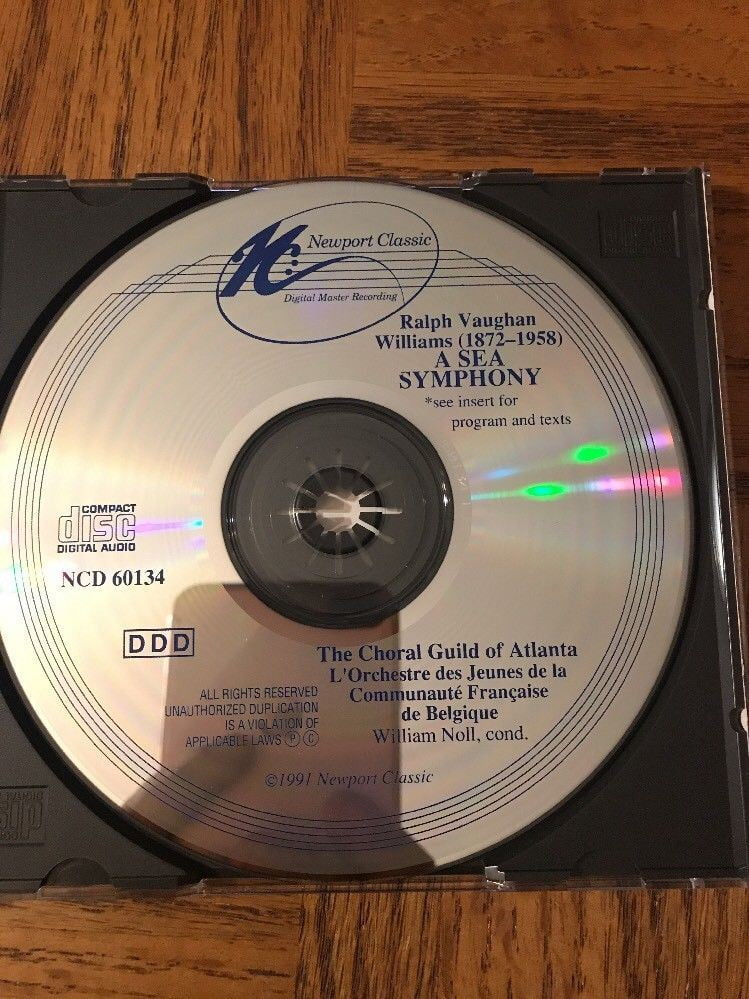 Newport Classic
Digital Master Recording
Ralph Vaughan
Williams (1872–1958)
A SEA
SYMPHONY
*see insert for
program and texts
COMPACT
disc
DIGITAL AUDIO
NCD 60134
DDD
The Choral Guild of Atlanta
L'Orchestre des Jeunes de la
Communauté Française
de Belgique
William Noll, cond.
ALL RIGHTS RESERVED
UNAUTHORIZED DUPLICATION
IS A VIOLATION OF
APPLICABLE LAWS Ⓟ Ⓒ
©1991 Newport Classic